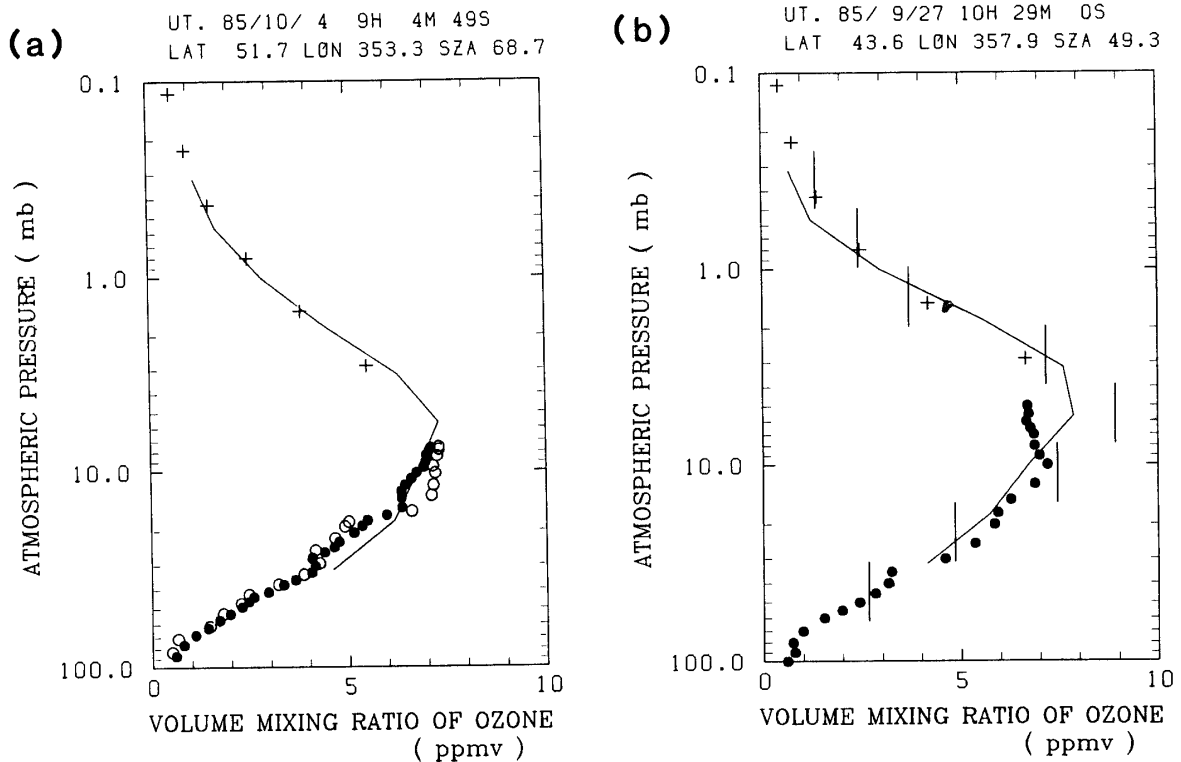 (a)
UT. 85/10/ 4 9H 4M 49S
LAT 51.7 LØN 353.3 SZA 68.7
0.1
1.0
10.0
100.0
ATMOSPHERIC PRESSURE ( mb )
0 5 10
VOLUME MIXING RATIO OF OZONE
( ppmv )
(b)
UT. 85/ 9/27 10H 29M 0S
LAT 43.6 LØN 357.9 SZA 49.3
0.1
1.0
10.0
100.0
ATMOSPHERIC PRESSURE ( mb )
0 5 10
VOLUME MIXING RATIO OF OZONE
( ppmv )